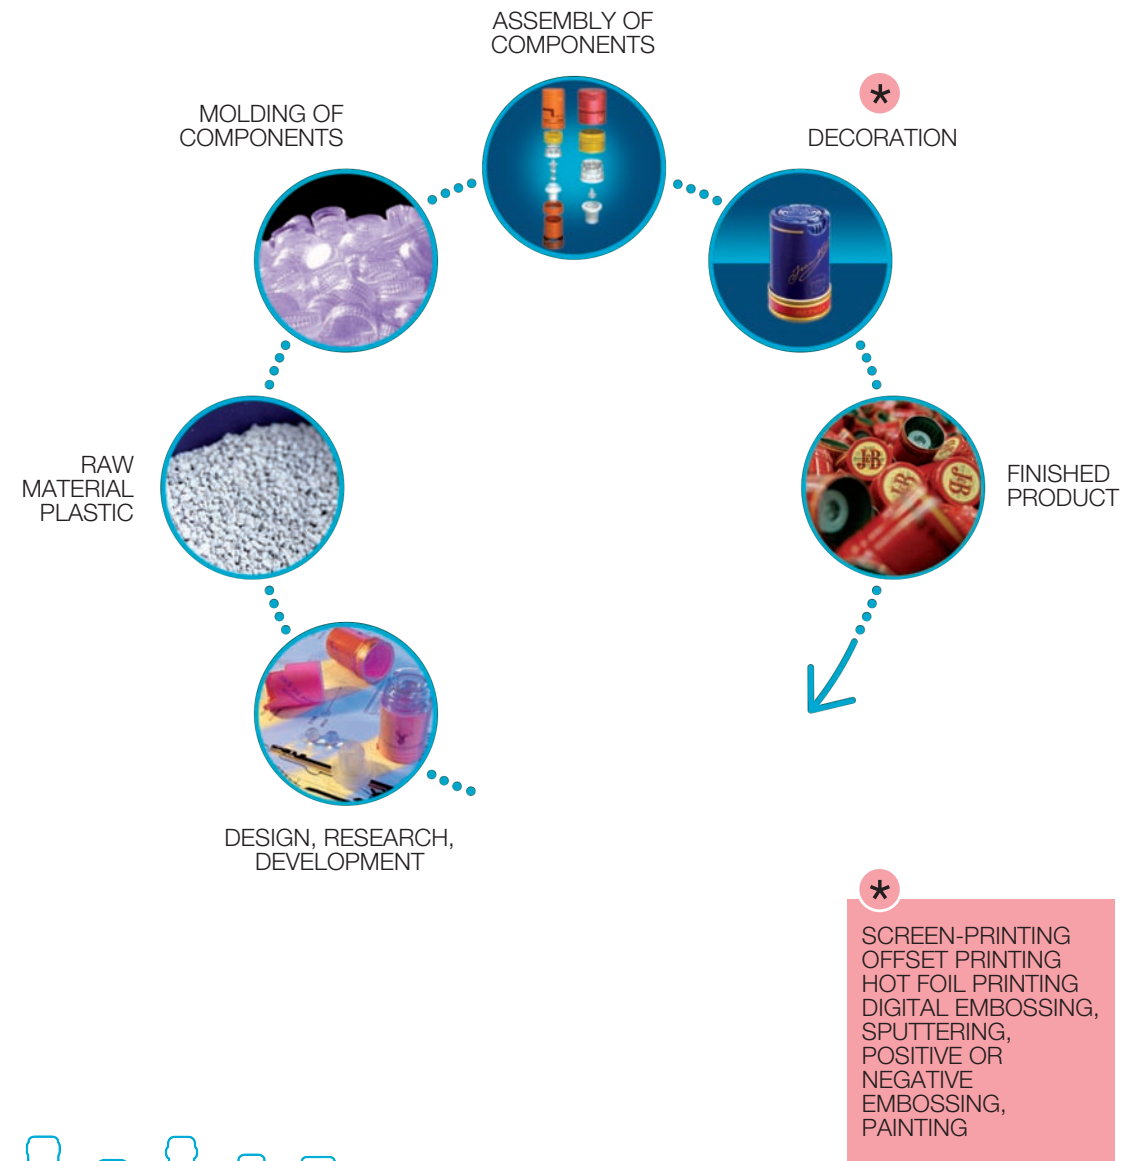 ASSEMBLY OF
COMPONENTS
MOLDING OF
COMPONENTS
*
DECORATION
RAW
MATERIAL
PLASTIC
FINISHED
PRODUCT
J&B
J&B
J&B
DESIGN, RESEARCH,
DEVELOPMENT
*
SCREEN-PRINTING
OFFSET PRINTING
HOT FOIL PRINTING
DIGITAL EMBOSSING,
SPUTTERING,
POSITIVE OR
NEGATIVE
EMBOSSING,
PAINTING